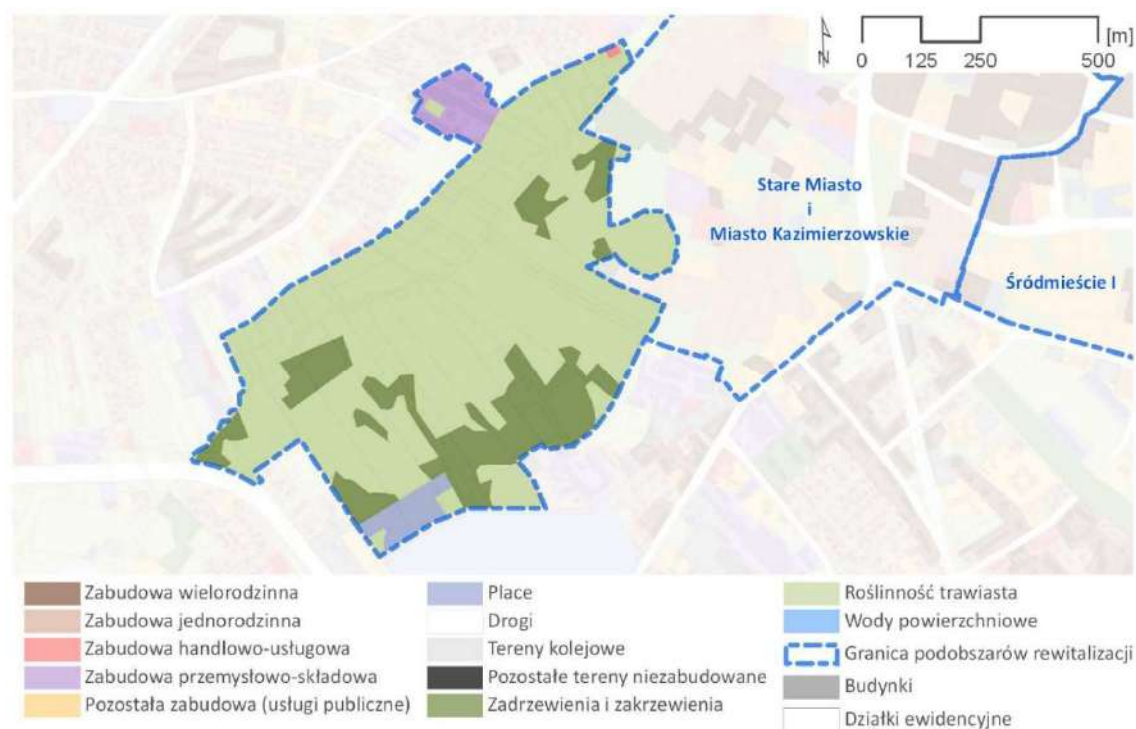 N
[m]
0 125 250 500
Stare Miasto
i
Miasto Kazimierzowskie
Śródmieście I
Zabudowa wielorodzinna
Zabudowa jednorodzinna
Zabudowa handlowo-usługowa
Zabudowa przemysłowo-składowa
Pozostała zabudowa (usługi publiczne)
Place
Drogi
Tereny kolejowe
Pozostałe tereny niezabudowane
Zadrzewienia i zakrzewienia
Roślinność trawiasta
Wody powierzchniowe
Granica podobszarów rewitalizacji
Budynki
Działki ewidencyjne